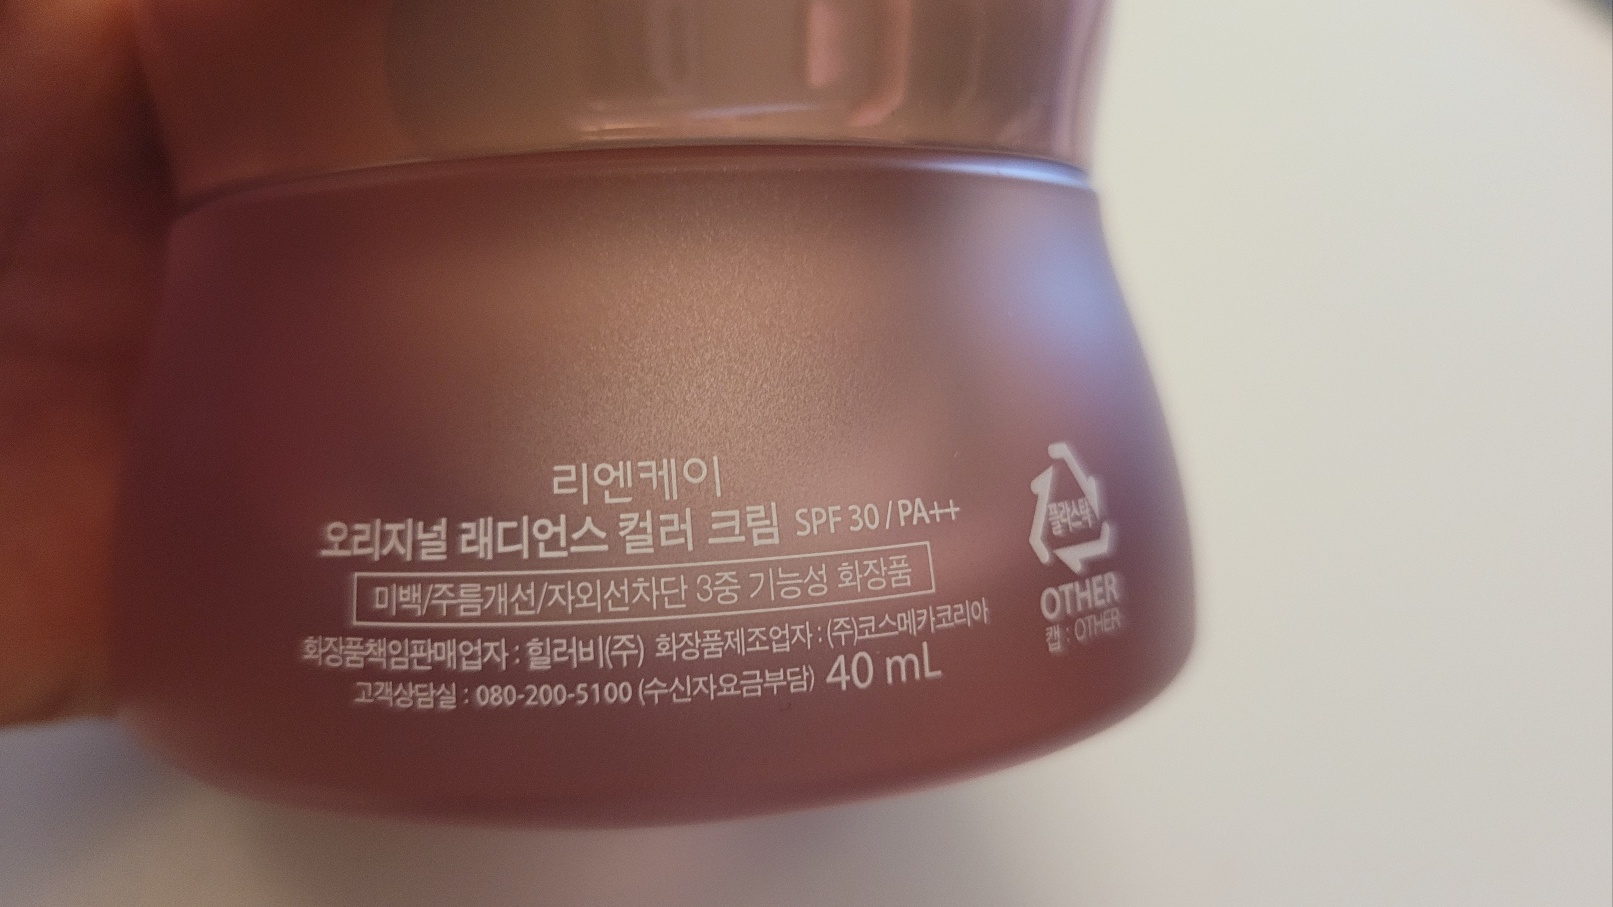 리엔케이
오리지널 래디언스 컬러 크림 SPF 30 / PA++
미백/주름개선/자외선차단 3중 기능성 화장품
화장품책임판매업자 : 힐러비(주) 화장품제조업자 : (주)코스메카코리아
고객상담실 : 080-200-5100 (수신자요금부담) 40 mL
플라스틱
OTHER
캡 : OTHER